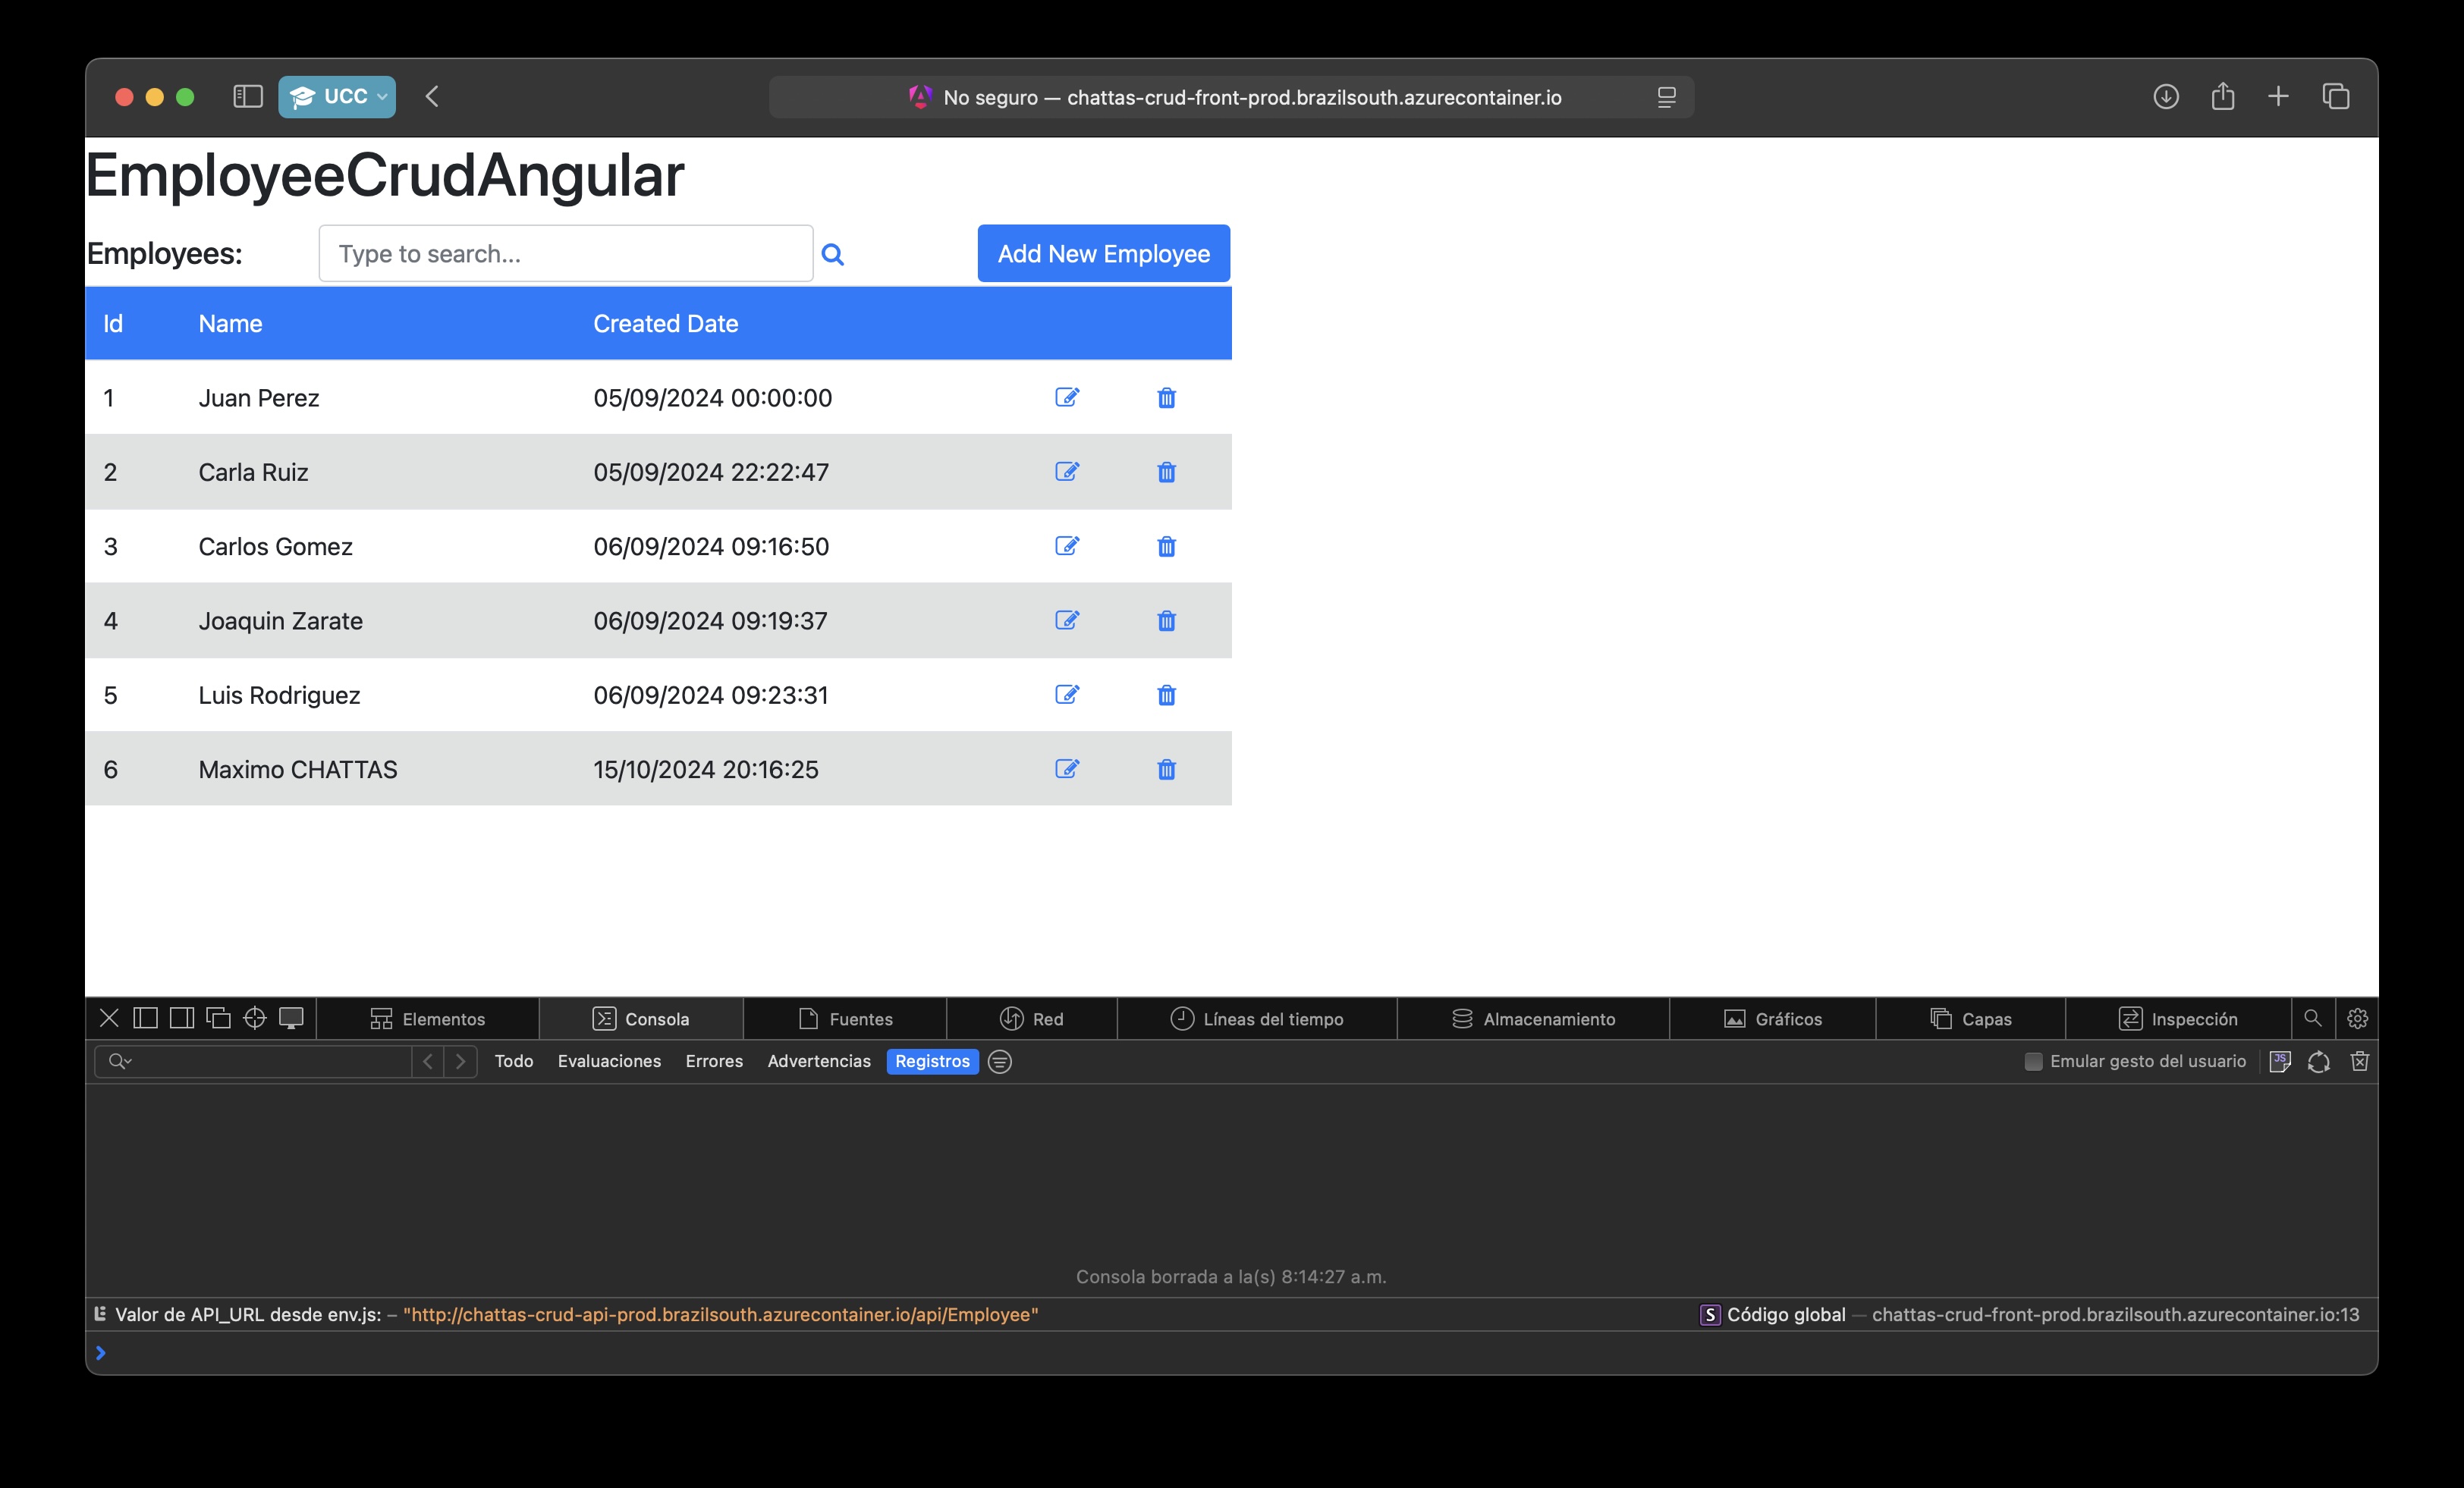 UCC
No seguro — chattas-crud-front-prod.brazilsouth.azurecontainer.io
EmployeeCrudAngular
Employees:
Type to search...
Add New Employee
Id Name Created Date
1 Juan Perez 05/09/2024 00:00:00
2 Carla Ruiz 05/09/2024 22:22:47
3 Carlos Gomez 06/09/2024 09:16:50
4 Joaquin Zarate 06/09/2024 09:19:37
5 Luis Rodriguez 06/09/2024 09:23:31
6 Maximo CHATTAS 15/10/2024 20:16:25
Elementos Consola Fuentes Red Líneas del tiempo Almacenamiento Gráficos Capas Inspección
Todo Evaluaciones Errores Advertencias Registros Emular gesto del usuario JS
Consola borrada a la(s) 8:14:27 a.m.
Valor de API_URL desde env.js: – "http://chattas-crud-api-prod.brazilsouth.azurecontainer.io/api/Employee" S Código global — chattas-crud-front-prod.brazilsouth.azurecontainer.io:13